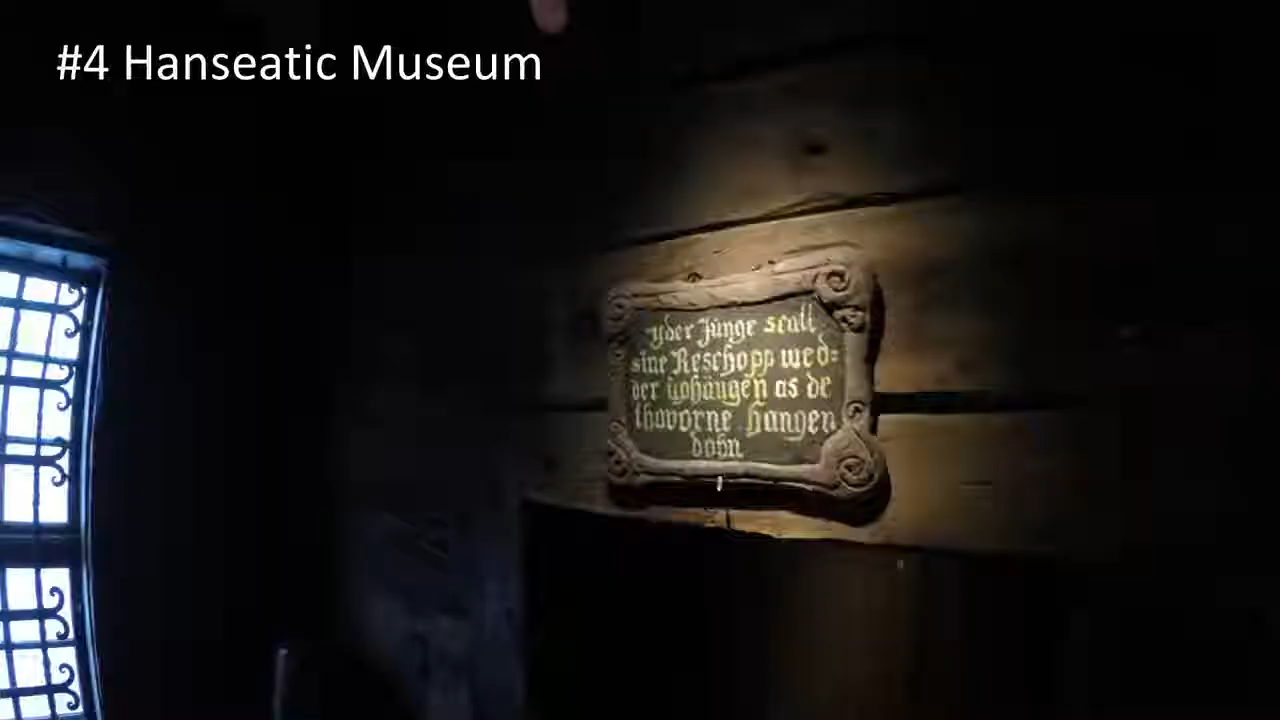 #4 Hanseatic Museum
yder Junge scall
sine Reschopp wed=
der uphängen as de
thovorne Hangen
dohn